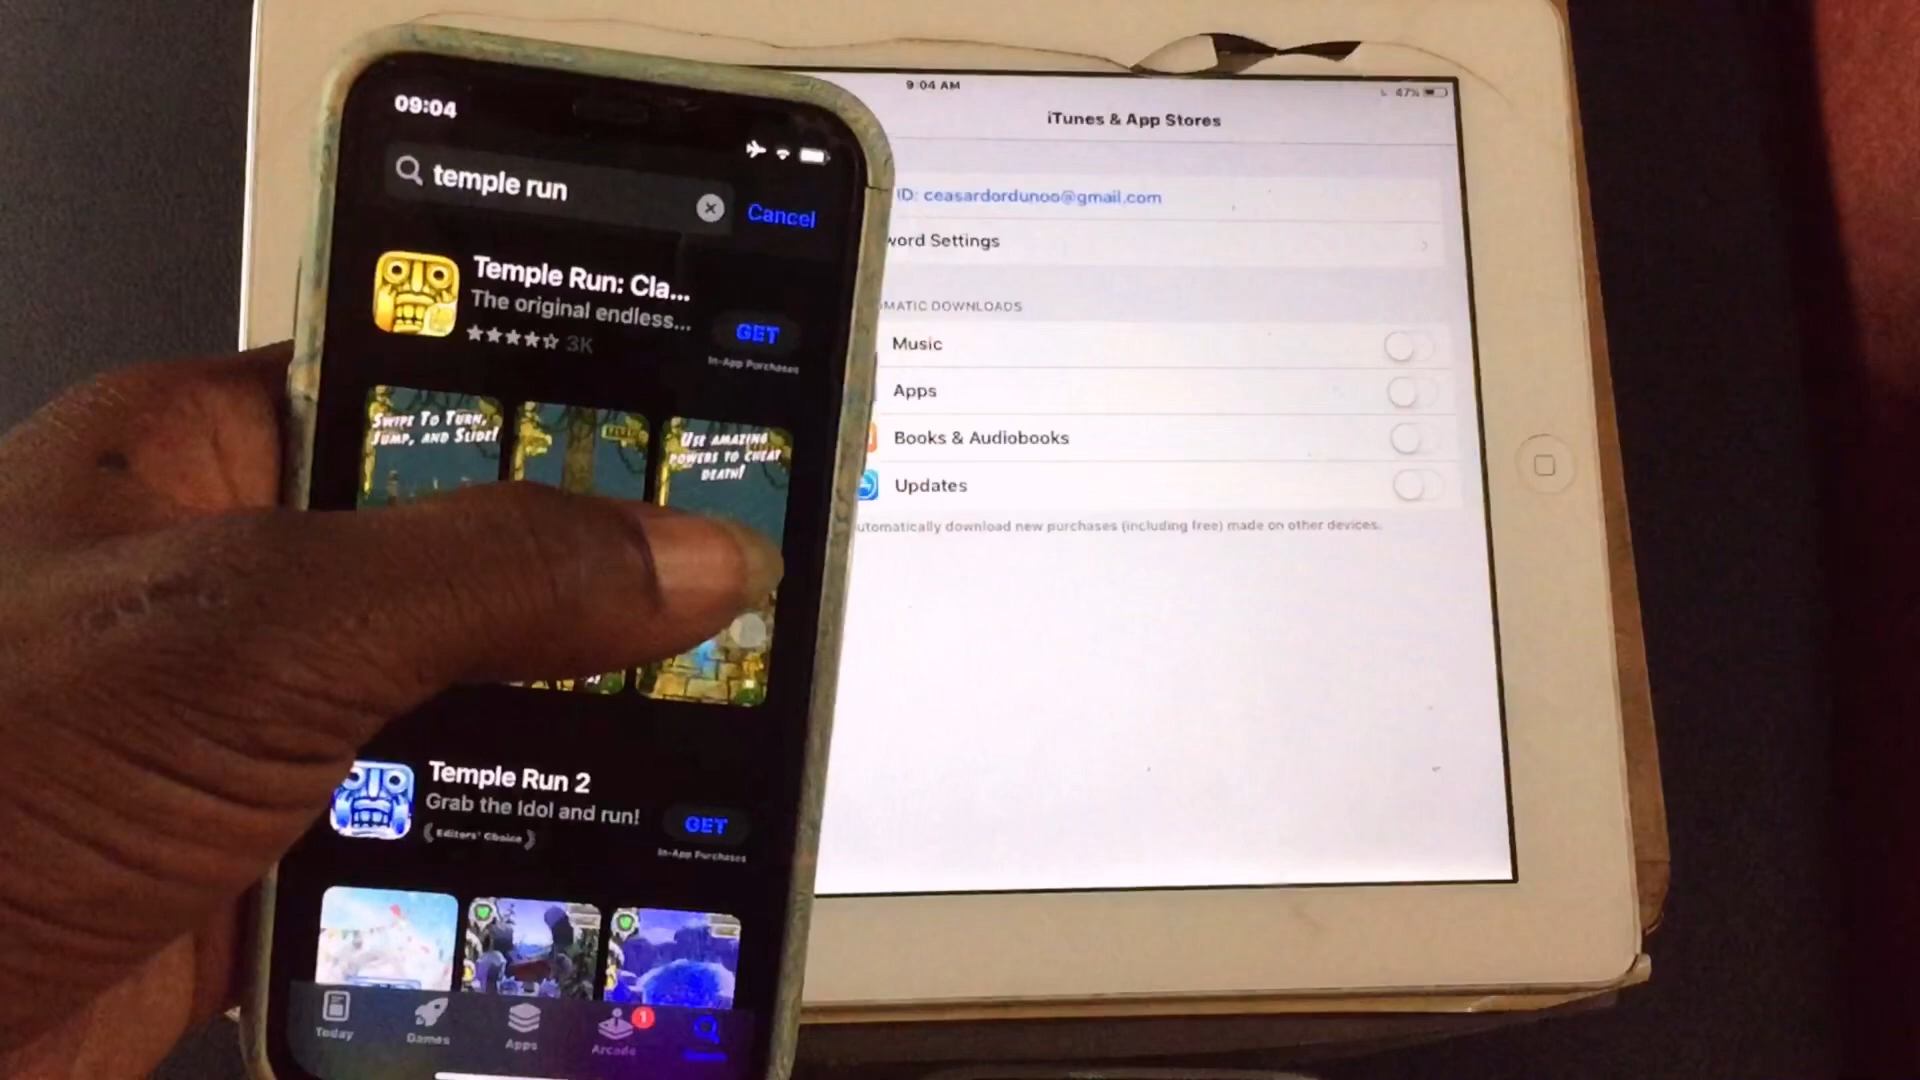 09:04
temple run
Cancel
Temple Run: Cla...
The original endless...
3K
GET
In-App Purchases
SWIPE TO TURN,
JUMP, AND SLIDE!
USE AMAZING
POWERS TO CHEAT
DEATH!
Temple Run 2
Grab the Idol and run!
Editors' Choice
GET
In-App Purchases
Today
Games
Apps
Arcade
1
9:04 AM
47%
iTunes & App Stores
ID: ceasardordunoo@gmail.com
word Settings
MATIC DOWNLOADS
Music
Apps
Books & Audiobooks
Updates
utomatically download new purchases (including free) made on other devices.